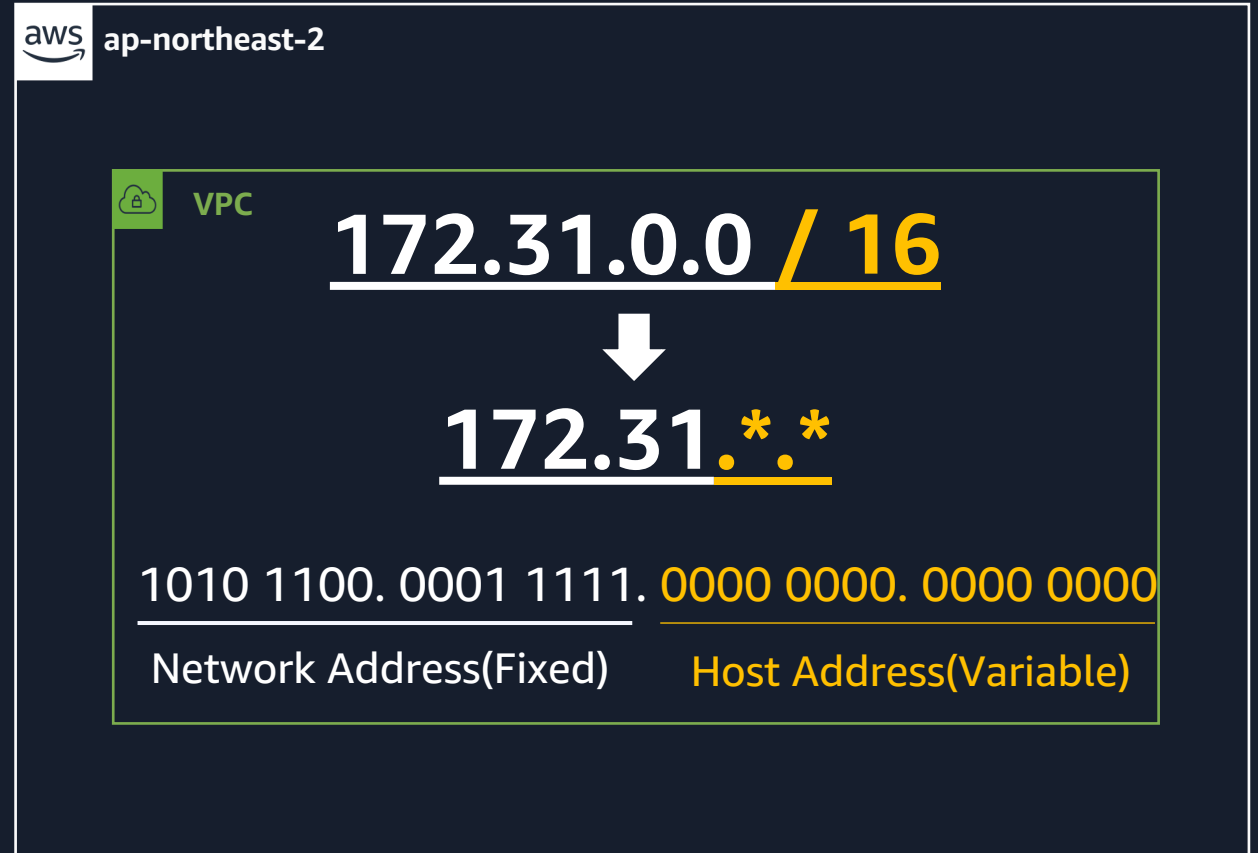 aws ap-northeast-2
VPC
172.31.0.0 / 16
172.31.*.*
1010 1100. 0001 1111. 0000 0000. 0000 0000
Network Address(Fixed) Host Address(Variable)